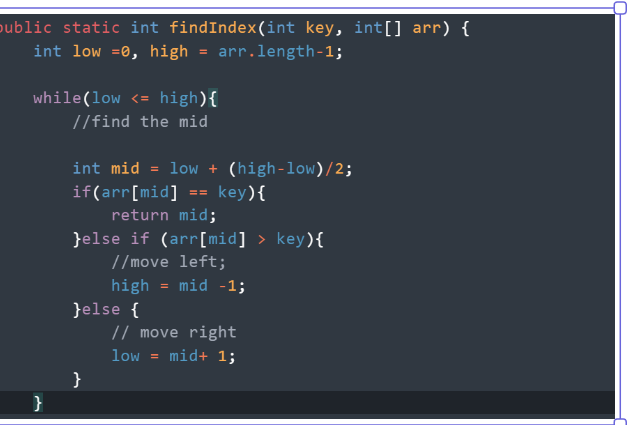 public static int findIndex(int key, int[] arr) {
    int low =0, high = arr.length-1;
    while(low <= high){
        //find the mid
        int mid = low + (high-low)/2;
        if(arr[mid] == key){
            return mid;
        }else if (arr[mid] > key){
            //move left;
            high = mid -1;
        }else {
            // move right
            low = mid+ 1;
        }
    }